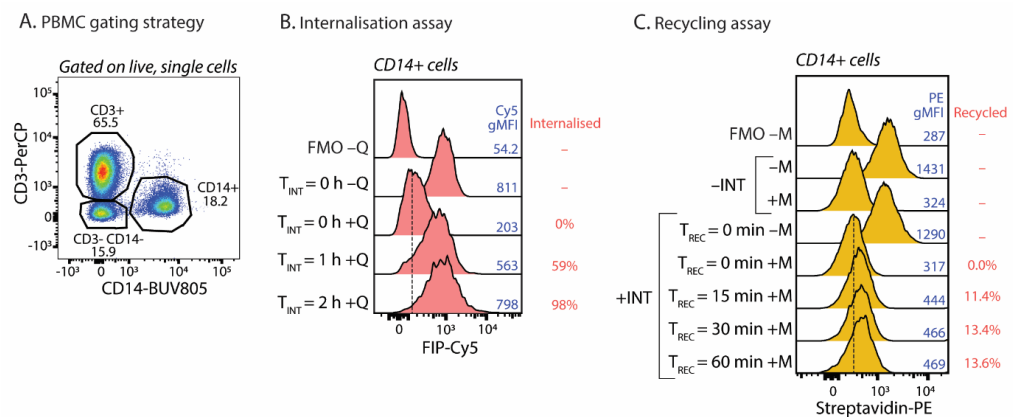 A. PBMC gating strategy
Gated on live, single cells
10⁵
10⁴
10³
0
-10³
CD3-PerCP
CD3+
65.5
CD14+
18.2
CD3- CD14-
15.9
-10³ 0 10³ 10⁴ 10⁵
CD14-BUV805
B. Internalisation assay
CD14+ cells
Cy5
gMFI
Internalised
FMO –Q 54.2 –
T_INT = 0 h –Q 811 –
T_INT = 0 h +Q 203 0%
T_INT = 1 h +Q 563 59%
T_INT = 2 h +Q 798 98%
0 10³ 10⁴
FIP-Cy5
C. Recycling assay
CD14+ cells
PE
gMFI
Recycled
FMO –M 287 –
–INT
–M 1431 –
+M 324 –
+INT
T_REC = 0 min –M 1290 –
T_REC = 0 min +M 317 0.0%
T_REC = 15 min +M 444 11.4%
T_REC = 30 min +M 466 13.4%
T_REC = 60 min +M 469 13.6%
0 10³ 10⁴
Streptavidin-PE